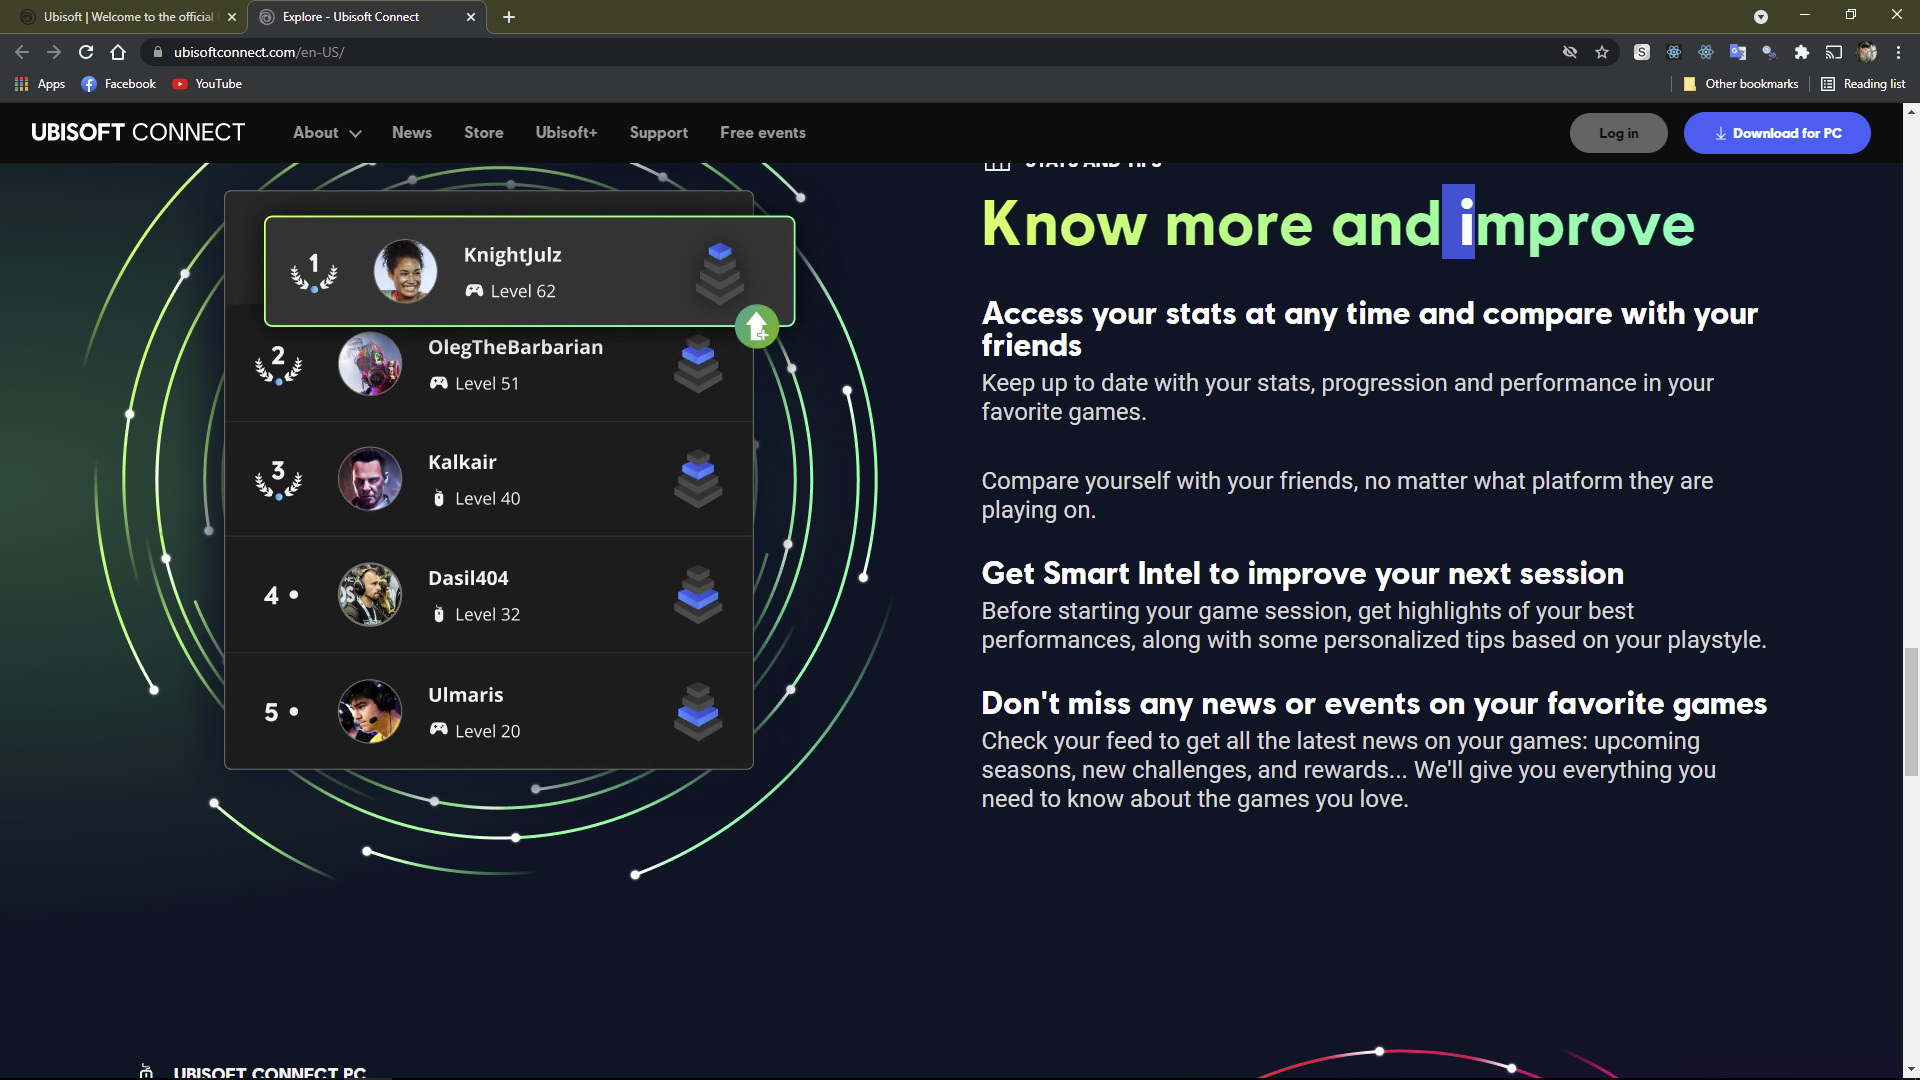 Ubisoft | Welcome to the official
Explore - Ubisoft Connect
ubisoftconnect.com/en-US/
Apps
Facebook
YouTube
Other bookmarks
Reading list
UBISOFT CONNECT
About
News
Store
Ubisoft+
Support
Free events
Log in
Download for PC
STATS AND TIPS
Know more and improve
Access your stats at any time and compare with your
friends
Keep up to date with your stats, progression and performance in your
favorite games.
Compare yourself with your friends, no matter what platform they are
playing on.
Get Smart Intel to improve your next session
Before starting your game session, get highlights of your best
performances, along with some personalized tips based on your playstyle.
Don't miss any news or events on your favorite games
Check your feed to get all the latest news on your games: upcoming
seasons, new challenges, and rewards... We'll give you everything you
need to know about the games you love.
1
KnightJulz
Level 62
2
OlegTheBarbarian
Level 51
3
Kalkair
Level 40
4 •
Dasil404
Level 32
5 •
Ulmaris
Level 20
UBISOFT CONNECT PC